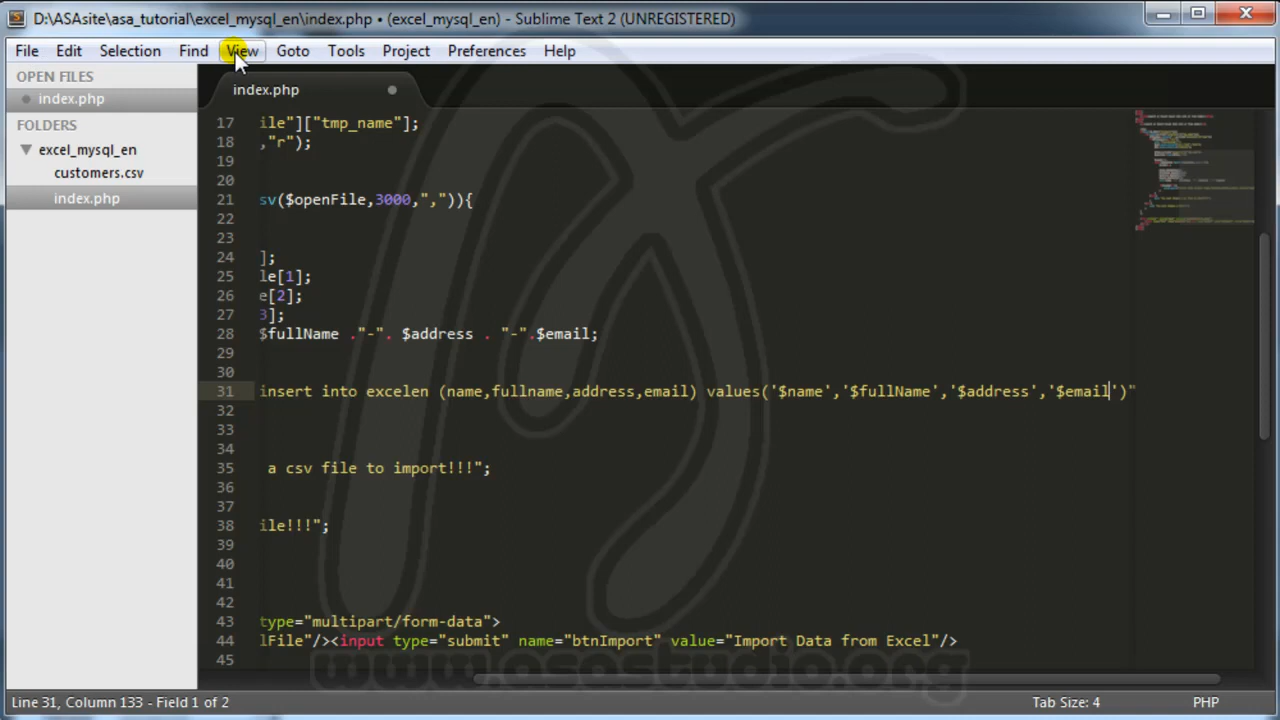 D:\ASAsite\asa_tutorial\excel_mysql_en\index.php • (excel_mysql_en) - Sublime Text 2 (UNREGISTERED)
File Edit Selection Find View Goto Tools Project Preferences Help
OPEN FILES
index.php
FOLDERS
excel_mysql_en
customers.csv
index.php
index.php
17 ile"]["tmp_name"];
18 ,"r");
19
20
21 sv($openFile,3000,",")){
22
23
24 ];
25 le[1];
26 e[2];
27 3];
28 $fullName ."-". $address . "-".$email;
29
30
31 insert into excelen (name,fullname,address,email) values('$name','$fullName','$address','$email')"
32
33
34
35 a csv file to import!!!";
36
37
38 ile!!!";
39
40
41
42
43 type="multipart/form-data">
44 lFile"/><input type="submit" name="btnImport" value="Import Data from Excel"/>
45
www.asastudio.org
Line 31, Column 133 - Field 1 of 2
Tab Size: 4
PHP